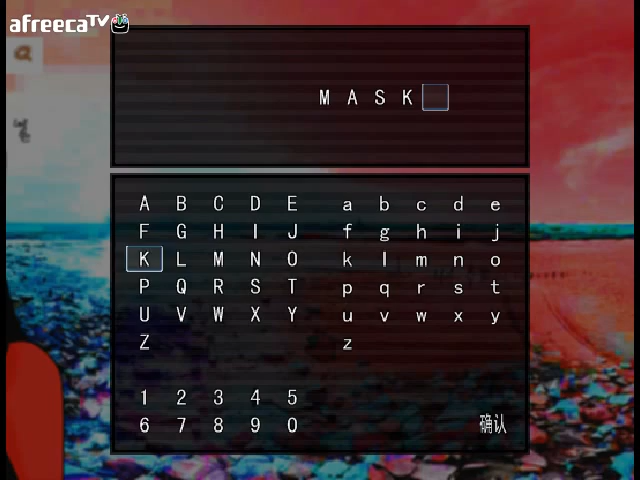 afreecaTV
MASK
A B C D E a b c d e
F G H I J f g h i j
K L M N O k l m n o
P Q R S T p q r s t
U V W X Y u v w x y
Z z
1 2 3 4 5
6 7 8 9 0 确认